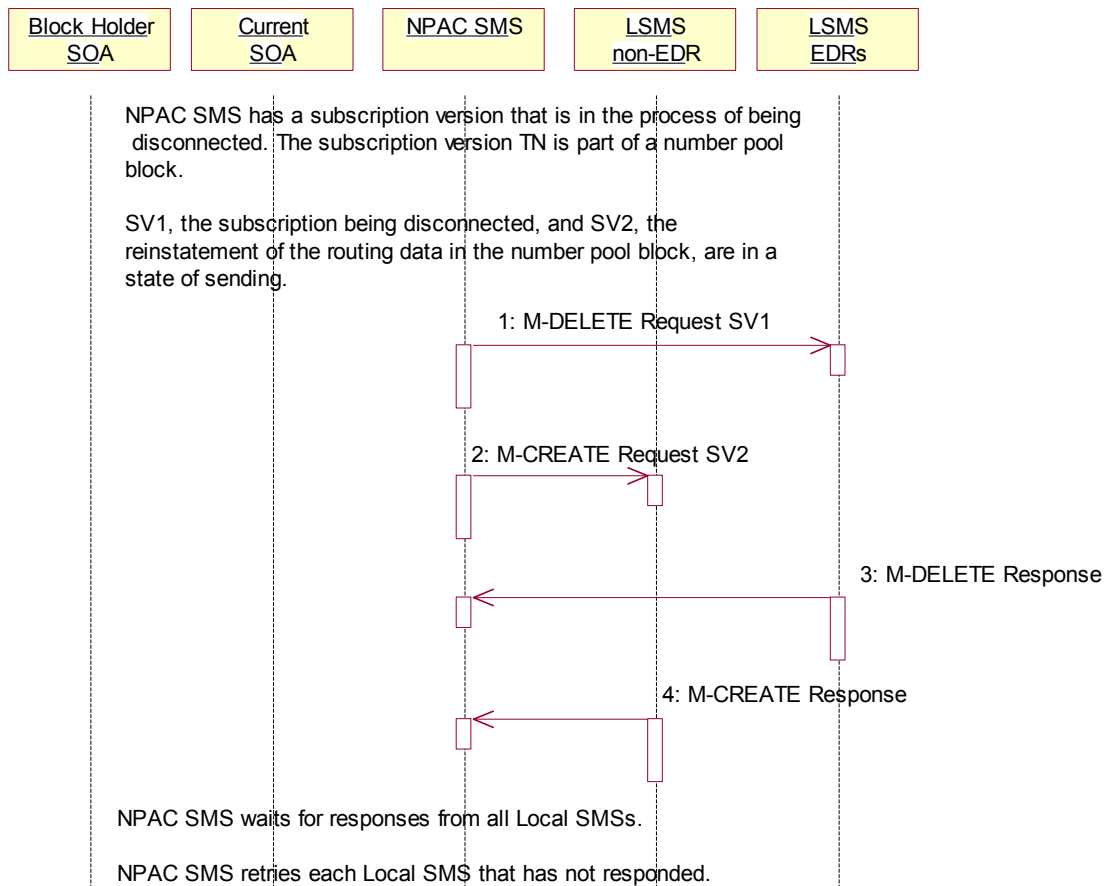 Block Holder
SOA
Current
SOA
NPAC SMS
LSMS
non-EDR
LSMS
EDRs
NPAC SMS has a subscription version that is in the process of being
disconnected. The subscription version TN is part of a number pool
block.
SV1, the subscription being disconnected, and SV2, the
reinstatement of the routing data in the number pool block, are in a
state of sending.
1: M-DELETE Request SV1
2: M-CREATE Request SV2
3: M-DELETE Response
4: M-CREATE Response
NPAC SMS waits for responses from all Local SMSs.
NPAC SMS retries each Local SMS that has not responded.